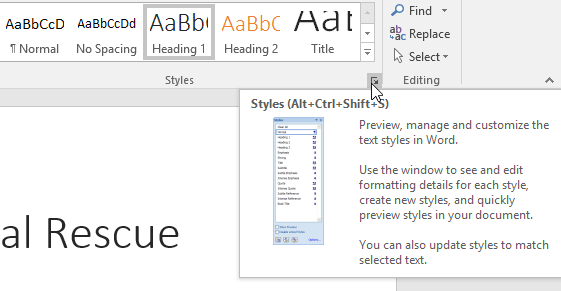 AaBbCcD AaBbCcDd AaBbC AaBbC AaB Find
¶ Normal No Spacing Heading 1 Heading 2 Title Replace
Select
Styles Editing
Styles (Alt+Ctrl+Shift+S)
Preview, manage and customize the
text styles in Word.
Use the window to see and edit
formatting details for each style,
create new styles, and quickly
preview styles in your document.
You can also update styles to match
selected text.
al Rescue